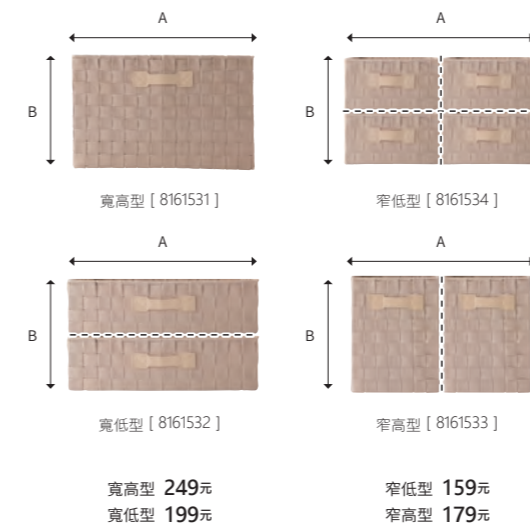 A
A
B
B
寬高型 [ 8161531 ]
窄低型 [ 8161534 ]
A
A
B
B
寬低型 [ 8161532 ]
窄高型 [ 8161533 ]
寬高型 249元
窄低型 159元
寬低型 199元
窄高型 179元